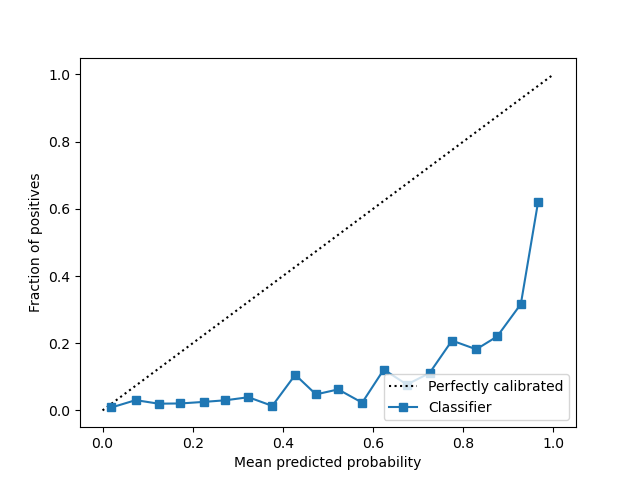 1.0
0.8
0.6
0.4
0.2
0.0
Fraction of positives
Perfectly calibrated
Classifier
0.0 0.2 0.4 0.6 0.8 1.0
Mean predicted probability